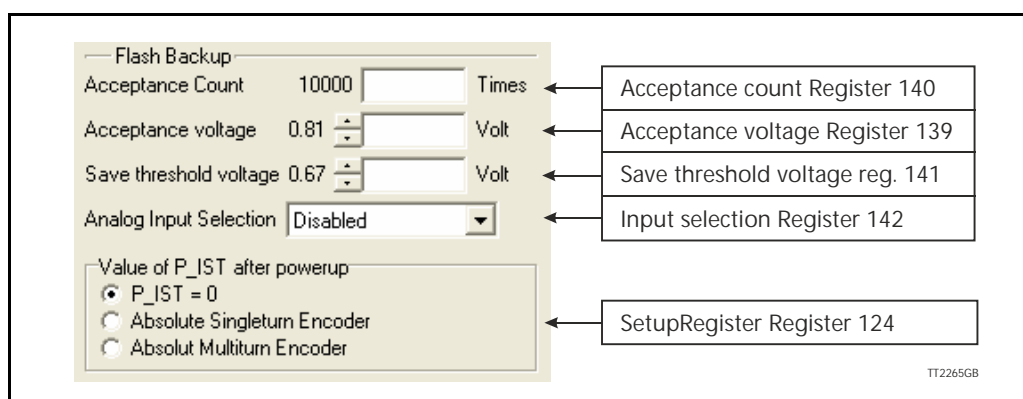 Flash Backup
Acceptance Count 10000 Times
Acceptance voltage 0.81 Volt
Save threshold voltage 0.67 Volt
Analog Input Selection Disabled
Value of P_IST after powerup
P_IST = 0
Absolute Singleturn Encoder
Absolut Multiturn Encoder
Acceptance count Register 140
Acceptance voltage Register 139
Save threshold voltage reg. 141
Input selection Register 142
SetupRegister Register 124
TT2265GB